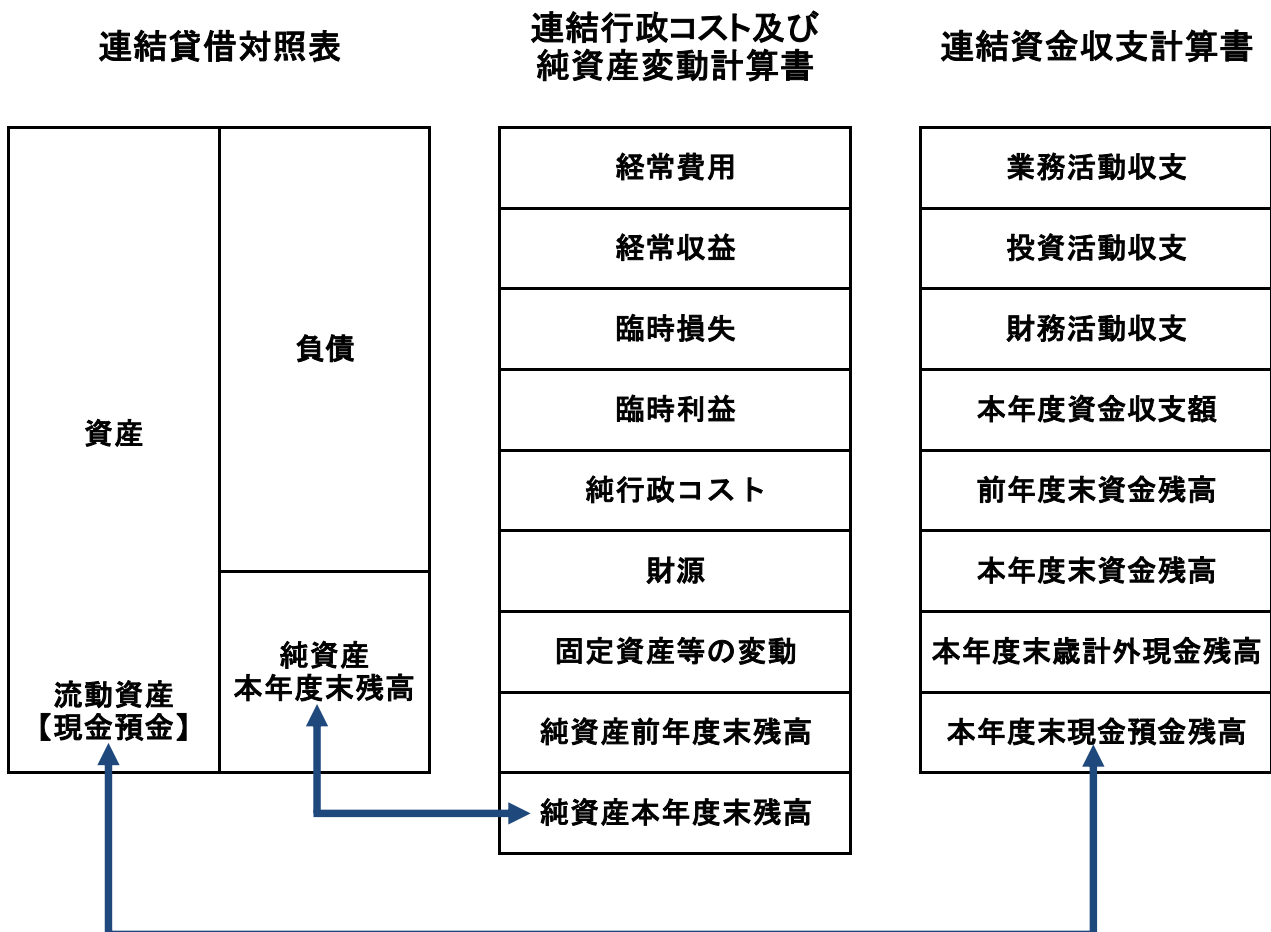 連結貸借対照表
連結行政コスト及び
純資産変動計算書
連結資金収支計算書
資産
流動資産
【現金預金】
負債
純資産
本年度末残高
経常費用
経常収益
臨時損失
臨時利益
純行政コスト
財源
固定資産等の変動
純資産前年度末残高
純資産本年度末残高
業務活動収支
投資活動収支
財務活動収支
本年度資金収支額
前年度末資金残高
本年度末資金残高
本年度末歳計外現金残高
本年度末現金預金残高